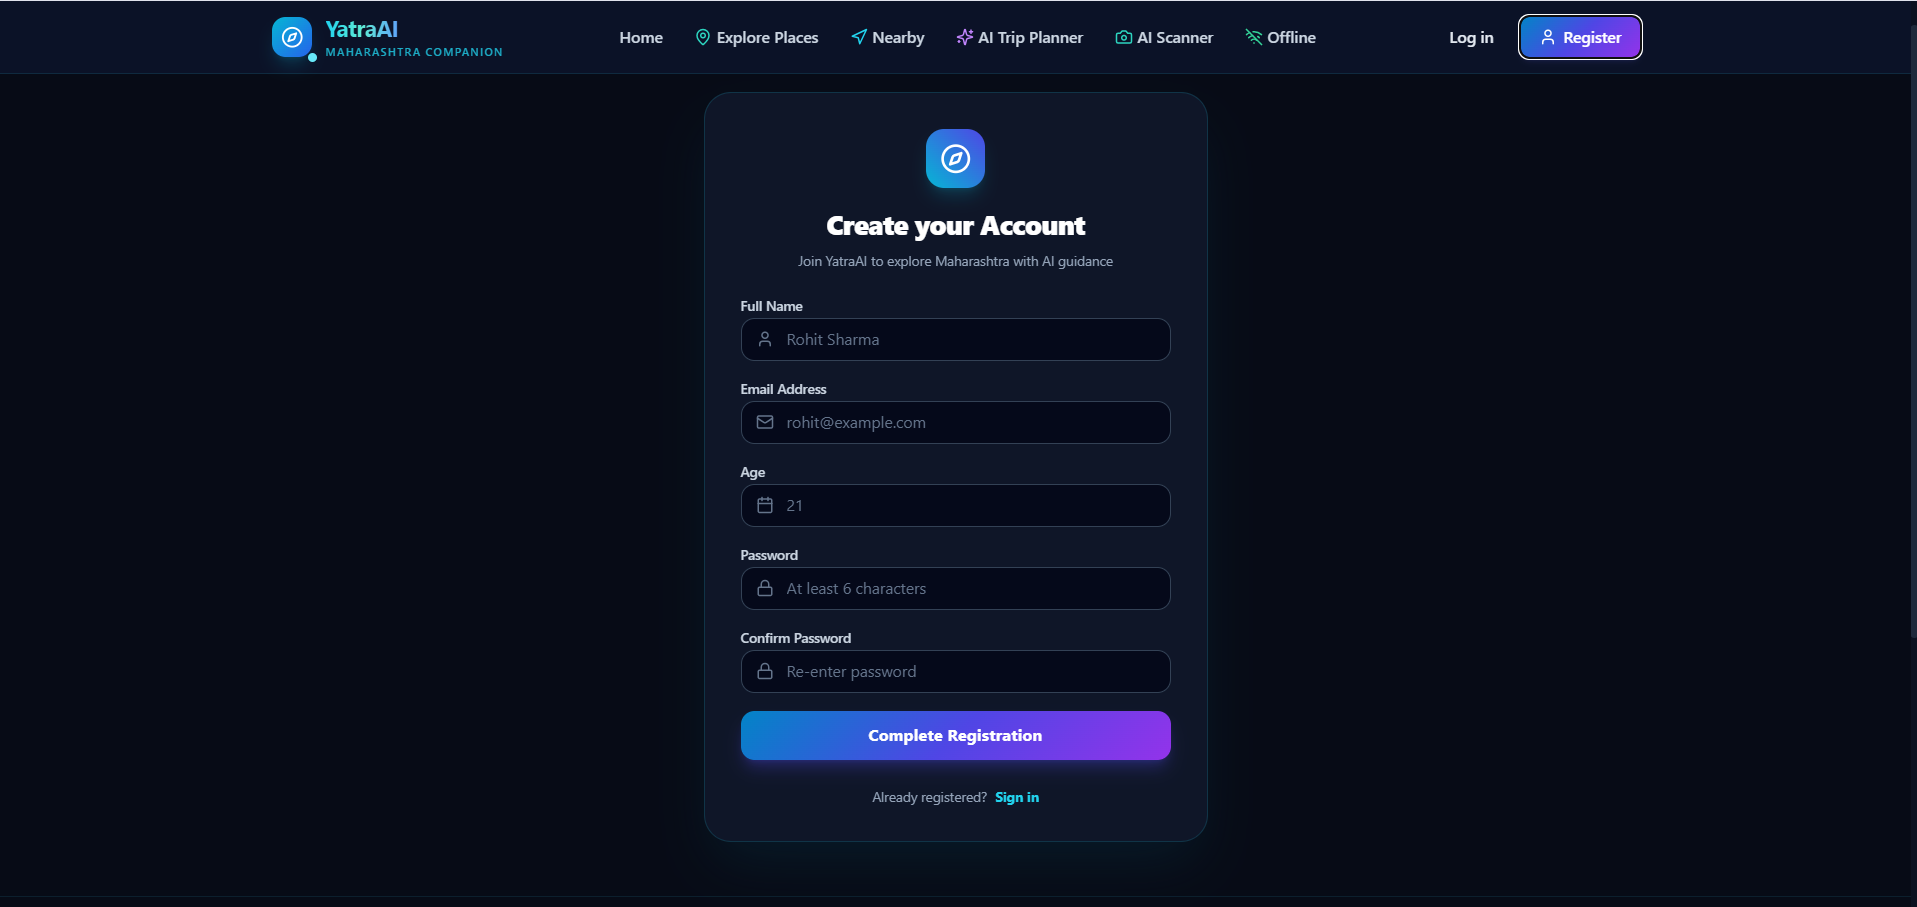 YatraAI
MAHARASHTRA COMPANION
Home
Explore Places
Nearby
AI Trip Planner
AI Scanner
Offline
Log in
Register
Create your Account
Join YatraAI to explore Maharashtra with AI guidance
Full Name
Rohit Sharma
Email Address
rohit@example.com
Age
21
Password
At least 6 characters
Confirm Password
Re-enter password
Complete Registration
Already registered? Sign in